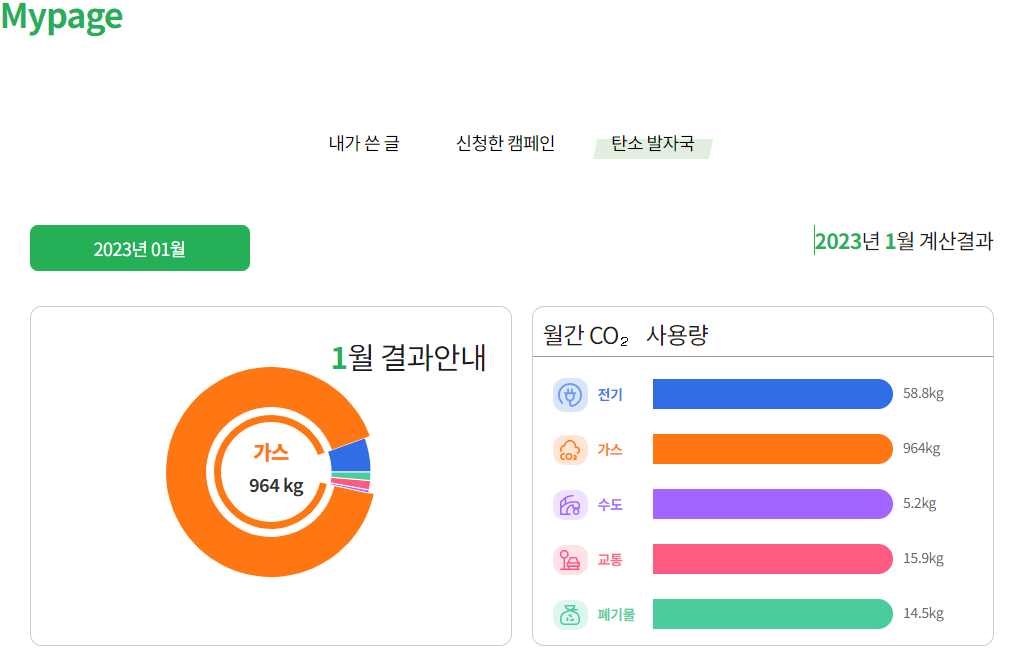 Mypage
내가 쓴 글 신청한 캠페인 탄소 발자국
2023년 01월
2023년 1월 계산결과
1월 결과안내
가스
964 kg
월간 CO₂ 사용량
전기 58.8kg
CO₂ 가스 964kg
수도 5.2kg
교통 15.9kg
폐기물 14.5kg